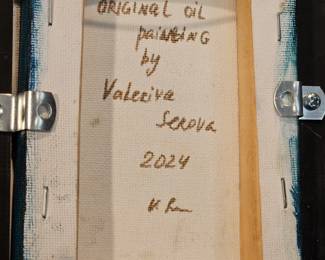 ORIGINAL OIL
painting
by
Valeriya
Serova
2024